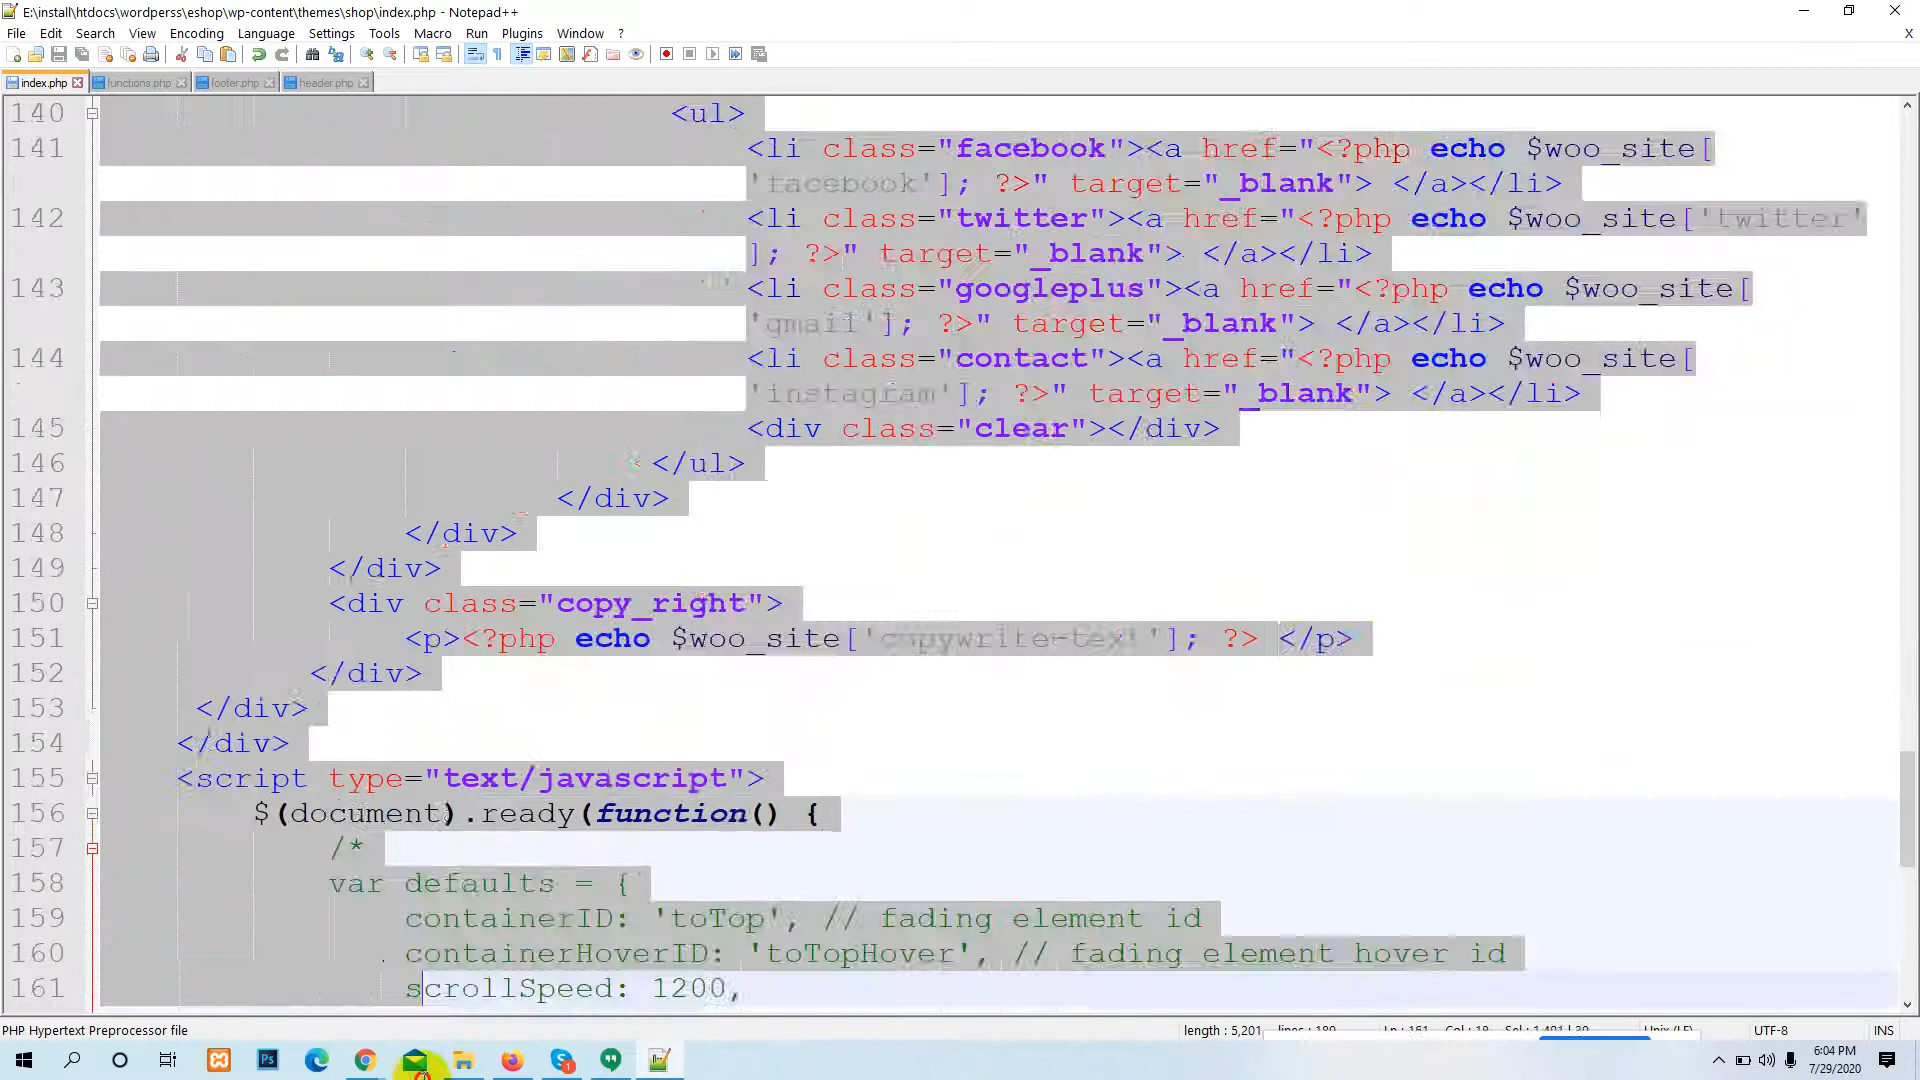 E:\install\htdocs\wordperss\eshop\wp-content\themes\shop\index.php - Notepad++
File Edit Search View Encoding Language Settings Tools Macro Run Plugins Window ? X
index.php functions.php footer.php header.php
140 <ul>
141 <li class="facebook"><a href="<?php echo $woo_site[
'facebook']; ?>" target="_blank"> </a></li>
142 <li class="twitter"><a href="<?php echo $woo_site['twitter'
]; ?>" target="_blank"> </a></li>
143 <li class="googleplus"><a href="<?php echo $woo_site[
'gmail']; ?>" target="_blank"> </a></li>
144 <li class="contact"><a href="<?php echo $woo_site[
'instagram']; ?>" target="_blank"> </a></li>
145 <div class="clear"></div>
146 </ul>
147 </div>
148 </div>
149 </div>
150 <div class="copy_right">
151 <p><?php echo $woo_site['copywrite-text']; ?> </p>
152 </div>
153 </div>
154 </div>
155 <script type="text/javascript">
156 $(document).ready(function() {
157 /*
158 var defaults = {
159 containerID: 'toTop', // fading element id
160 containerHoverID: 'toTopHover', // fading element hover id
161 scrollSpeed: 1200,
PHP Hypertext Preprocessor file length : 5,201 UTF-8 INS
6:04 PM
7/29/2020